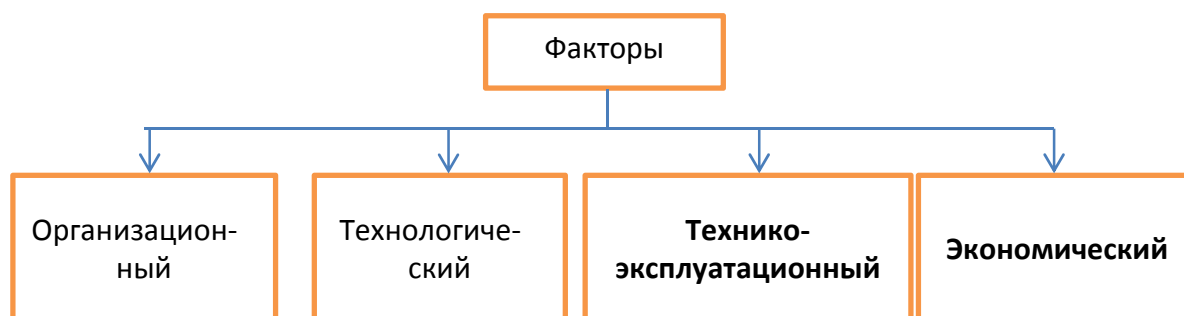 Факторы
Организацион-
ный
Технологиче-
ский
Технико-
эксплуатационный
Экономический